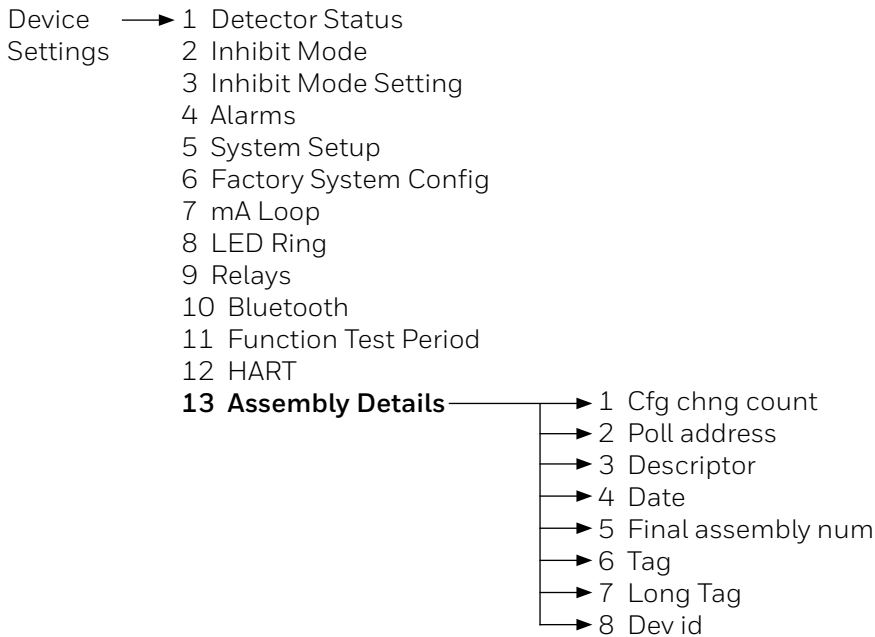 Device
Settings
1 Detector Status
2 Inhibit Mode
3 Inhibit Mode Setting
4 Alarms
5 System Setup
6 Factory System Config
7 mA Loop
8 LED Ring
9 Relays
10 Bluetooth
11 Function Test Period
12 HART
13 Assembly Details
1 Cfg chng count
2 Poll address
3 Descriptor
4 Date
5 Final assembly num
6 Tag
7 Long Tag
8 Dev id